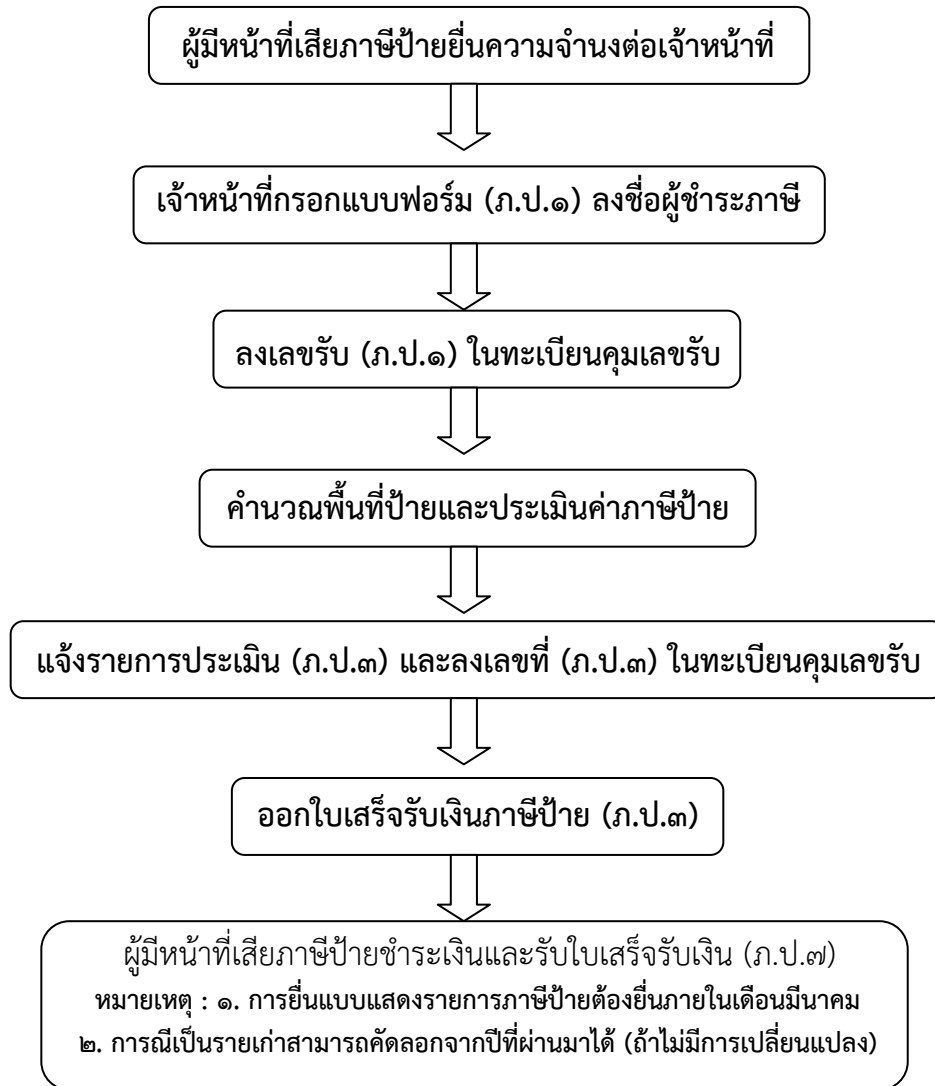 ผู้มีหน้าที่เสียภาษีป้ายยื่นความจำนงต่อเจ้าหน้าที่
เจ้าหน้าที่กรอกแบบฟอร์ม (ภ.ป.๑) ลงชื่อผู้ชำระภาษี
ลงเลขรับ (ภ.ป.๑) ในทะเบียนคุมเลขรับ
คำนวณพื้นที่ป้ายและประเมินค่าภาษีป้าย
แจ้งรายการประเมิน (ภ.ป.๓) และลงเลขที่ (ภ.ป.๓) ในทะเบียนคุมเลขรับ
ออกใบเสร็จรับเงินภาษีป้าย (ภ.ป.๓)
ผู้มีหน้าที่เสียภาษีป้ายชำระเงินและรับใบเสร็จรับเงิน (ภ.ป.๗)
หมายเหตุ : ๑. การยื่นแบบแสดงรายการภาษีป้ายต้องยื่นภายในเดือนมีนาคม
๒. การณีเป็นรายเก่าสามารถคัดลอกจากปีที่ผ่านมาได้ (ถ้าไม่มีการเปลี่ยนแปลง)